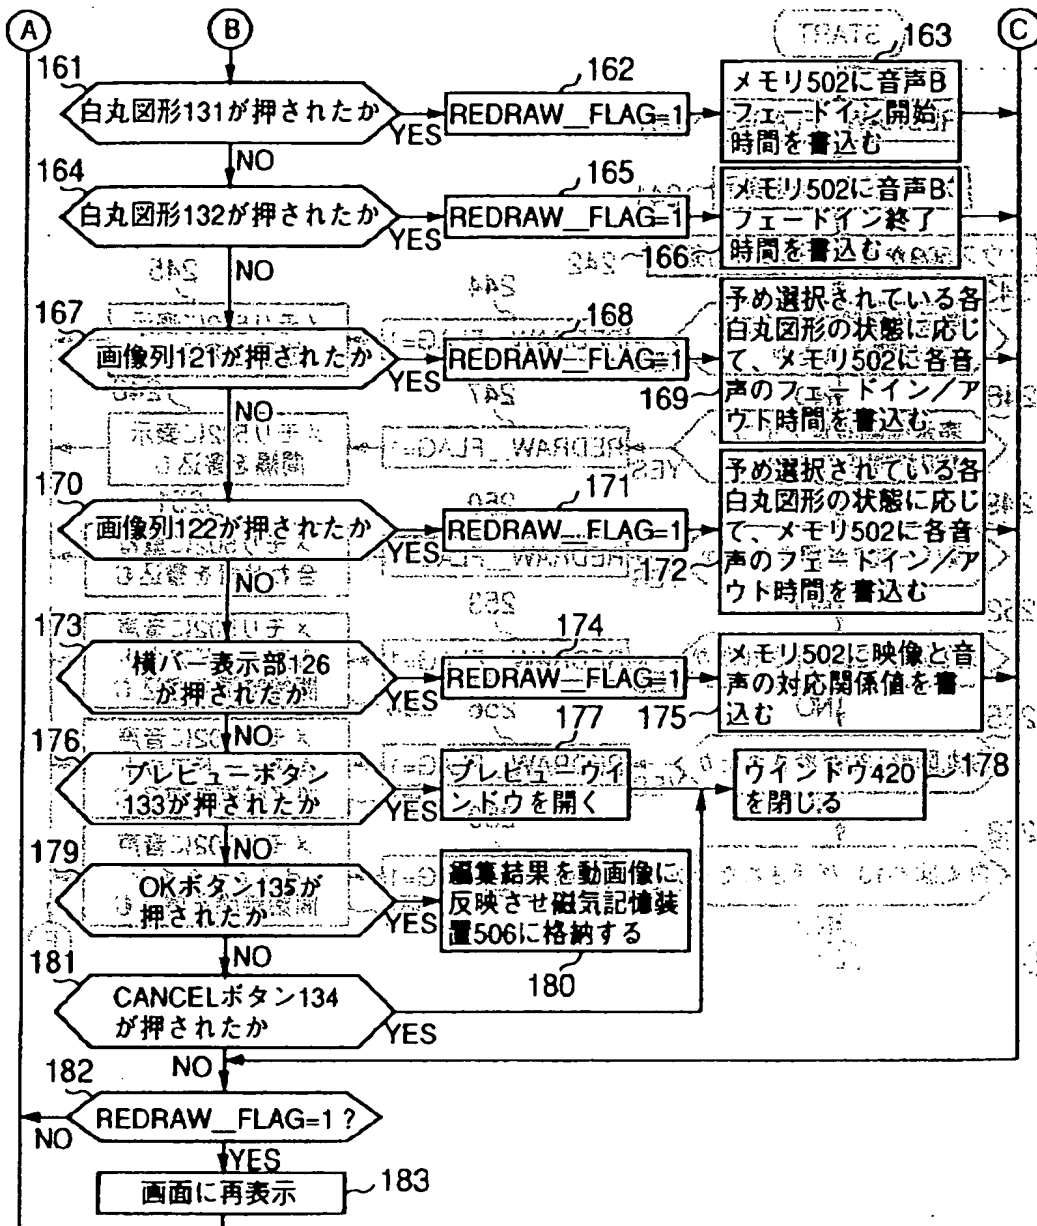 A
B
C
161
白丸図形131が押されたか
YES
NO
162
REDRAW__FLAG=1
163
メモリ502に音声B
フェードイン開始
時間を書込む
164
白丸図形132が押されたか
YES
NO
165
REDRAW__FLAG=1
166
メモリ502に音声B
フェードイン終了
時間を書込む
167
画像列121が押されたか
YES
NO
168
REDRAW__FLAG=1
169
予め選択されている各
白丸図形の状態に応じ
て、メモリ502に各音
声のフェードイン/ア
ウト時間を書込む
170
画像列122が押されたか
YES
NO
171
REDRAW__FLAG=1
172
予め選択されている各
白丸図形の状態に応じ
て、メモリ502に各音
声のフェードイン/ア
ウト時間を書込む
173
横バー表示部126
が押されたか
YES
NO
174
REDRAW__FLAG=1
175
メモリ502に映像と音
声の対応関係値を書
込む
176
プレビューボタン
133が押されたか
YES
NO
177
プレビューウイ
ンドウを開く
178
ウインドウ420
を閉じる
179
OKボタン135が
押されたか
YES
NO
編集結果を動画像に
反映させ磁気記憶装
置506に格納する
180
181
CANCELボタン134
が押されたか
YES
NO
182
REDRAW__FLAG=1?
NO
YES
画面に再表示
183